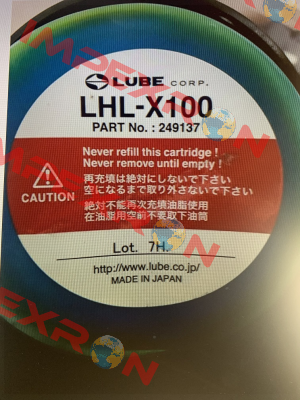 LUBE CORP.
LHL-X100
PART No. : 249137
Never refill this cartridge !
Never remove until empty !
CAUTION
再充填は絶対にしないで下さい
空になるまで取り外さないで下さい
絶対不能再次充填油脂使用
在油脂用空前不要取下油筒
Lot. 7H.
http://www.lube.co.jp/
MADE IN JAPAN
IMPEXRON
IMPEXRON
IMPEXRON